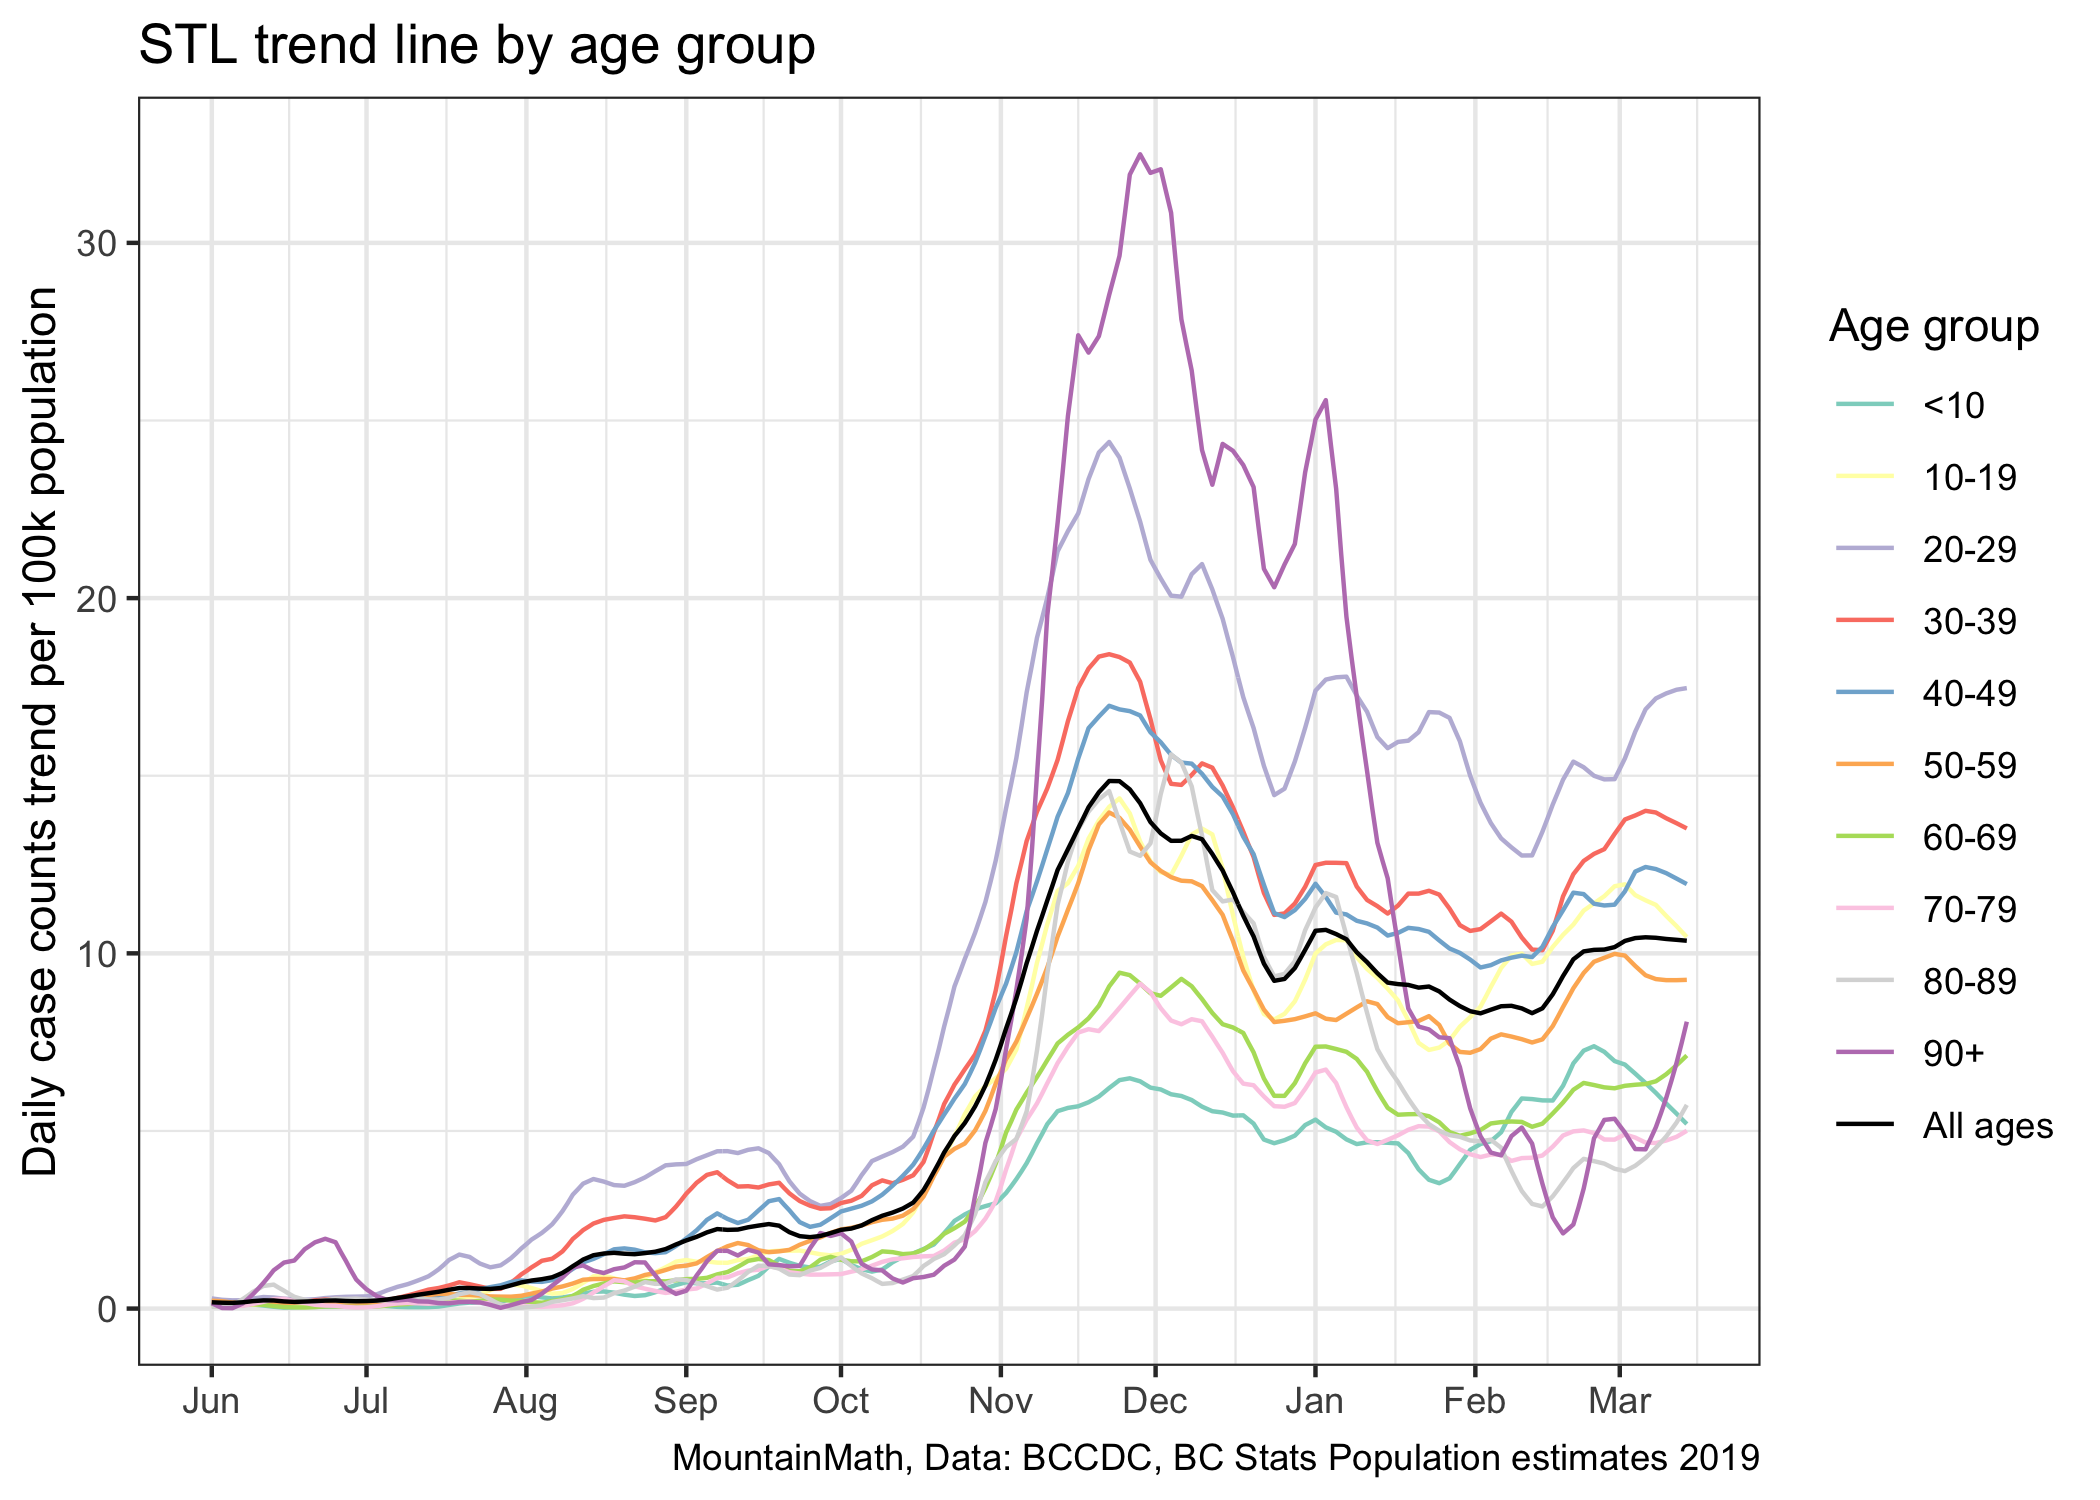 STL trend line by age group
Daily case counts trend per 100k population
30
20
10
0
Jun Jul Aug Sep Oct Nov Dec Jan Feb Mar
Age group
<10
10-19
20-29
30-39
40-49
50-59
60-69
70-79
80-89
90+
All ages
MountainMath, Data: BCCDC, BC Stats Population estimates 2019